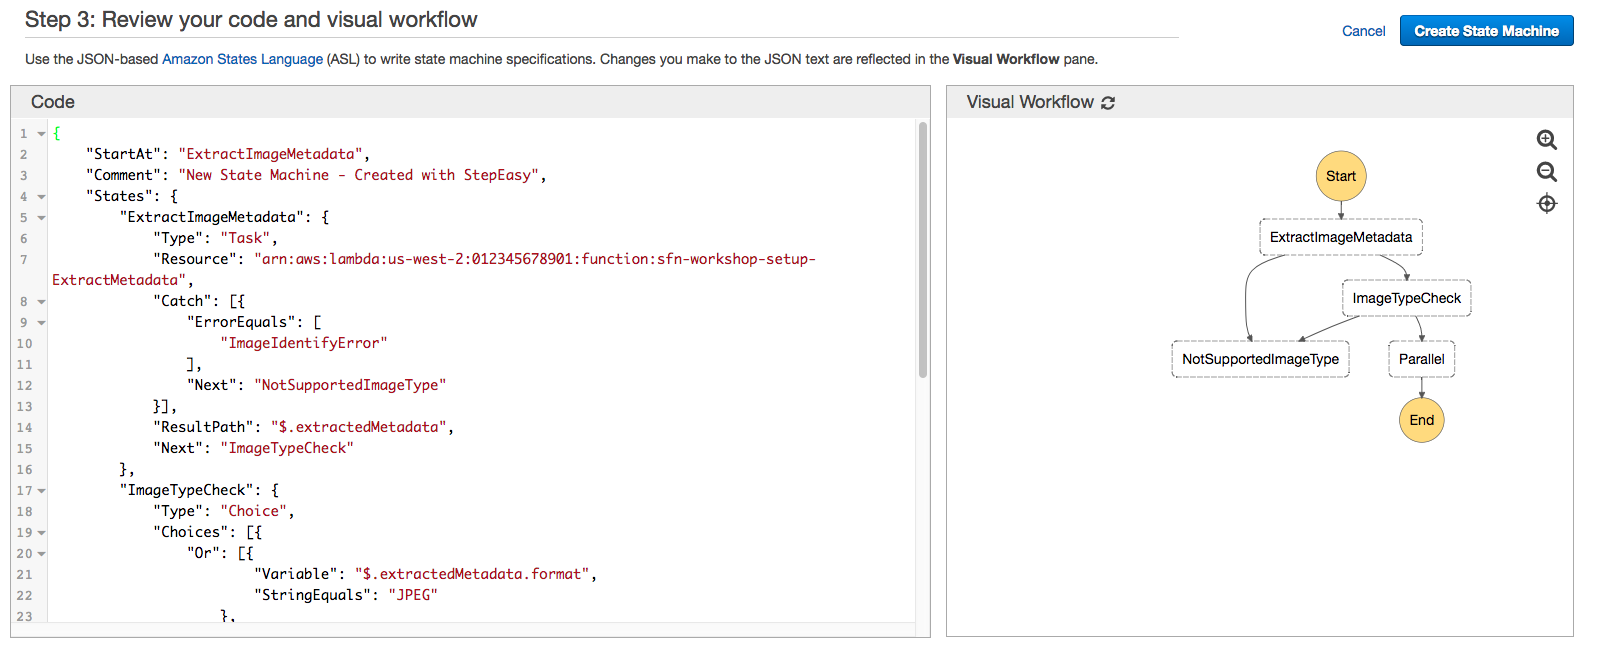 Step 3: Review your code and visual workflow
Cancel
Create State Machine
Use the JSON-based Amazon States Language (ASL) to write state machine specifications. Changes you make to the JSON text are reflected in the Visual Workflow pane.
Code
1 {
2 "StartAt": "ExtractImageMetadata",
3 "Comment": "New State Machine - Created with StepEasy",
4 "States": {
5 "ExtractImageMetadata": {
6 "Type": "Task",
7 "Resource": "arn:aws:lambda:us-west-2:012345678901:function:sfn-workshop-setup-
ExtractMetadata",
8 "Catch": [{
9 "ErrorEquals": [
10 "ImageIdentifyError"
11 ],
12 "Next": "NotSupportedImageType"
13 }],
14 "ResultPath": "$.extractedMetadata",
15 "Next": "ImageTypeCheck"
16 },
17 "ImageTypeCheck": {
18 "Type": "Choice",
19 "Choices": [{
20 "Or": [{
21 "Variable": "$.extractedMetadata.format",
22 "StringEquals": "JPEG"
23 },
Visual Workflow
Start
ExtractImageMetadata
ImageTypeCheck
NotSupportedImageType
Parallel
End